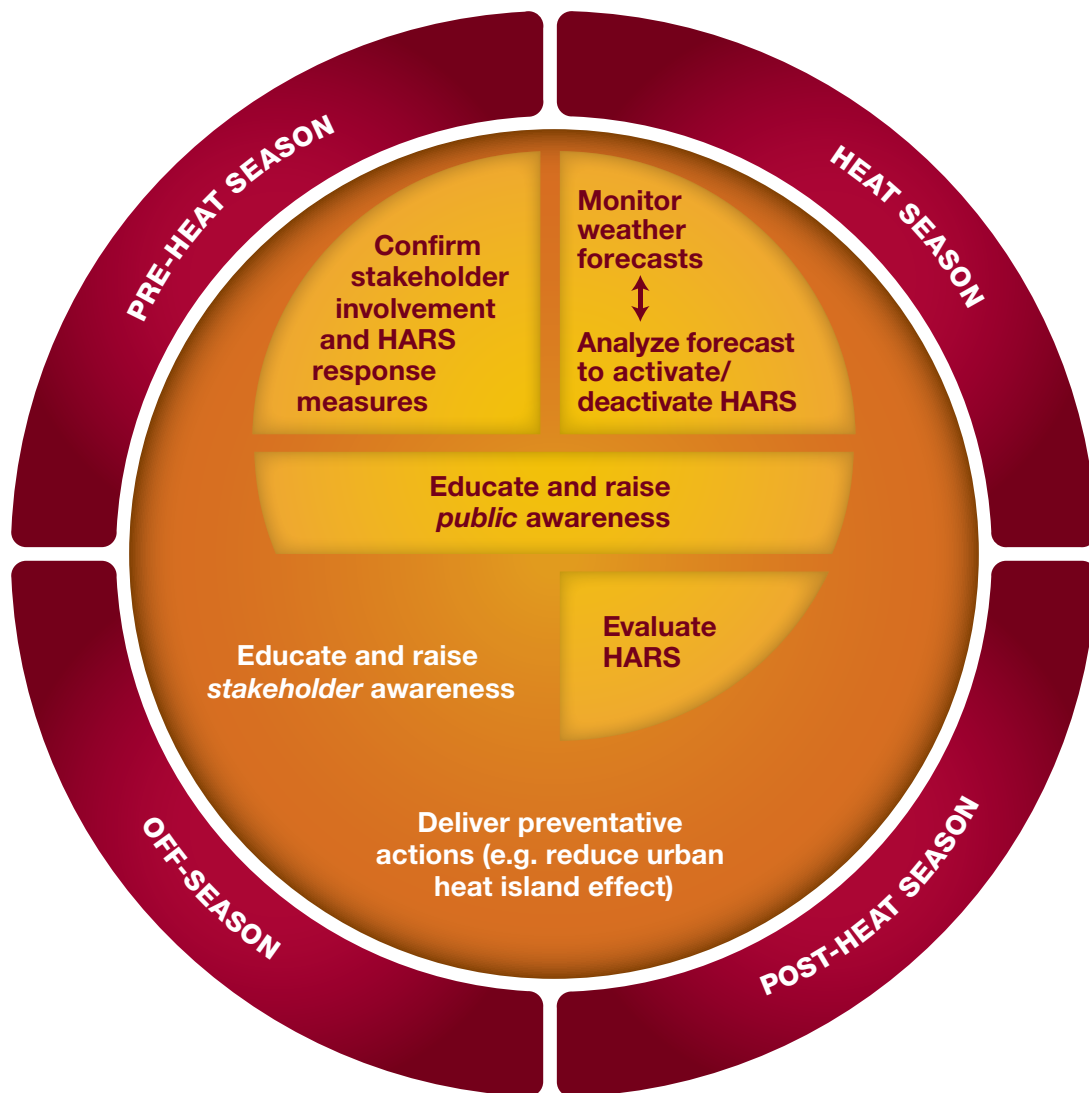 PRE-HEAT SEASON
HEAT SEASON
Confirm
stakeholder
involvement
and HARS
response
measures
Monitor
weather
forecasts
Analyze forecast
to activate/
deactivate HARS
Educate and raise
public awareness
Evaluate
HARS
Educate and raise
stakeholder awareness
Deliver preventative
actions (e.g. reduce urban
heat island effect)
OFF-SEASON
POST-HEAT SEASON